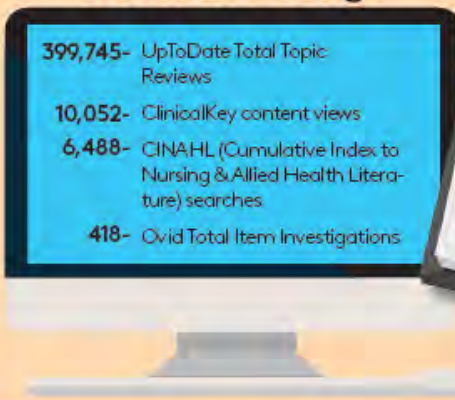 399,745- UpToDate Total Topic
Reviews
10,052- ClinicalKey content views
6,488- CINAHL (Cumulative Index to
Nursing & Allied Health Litera-
ture) searches
418- Ovid Total Item Investigations